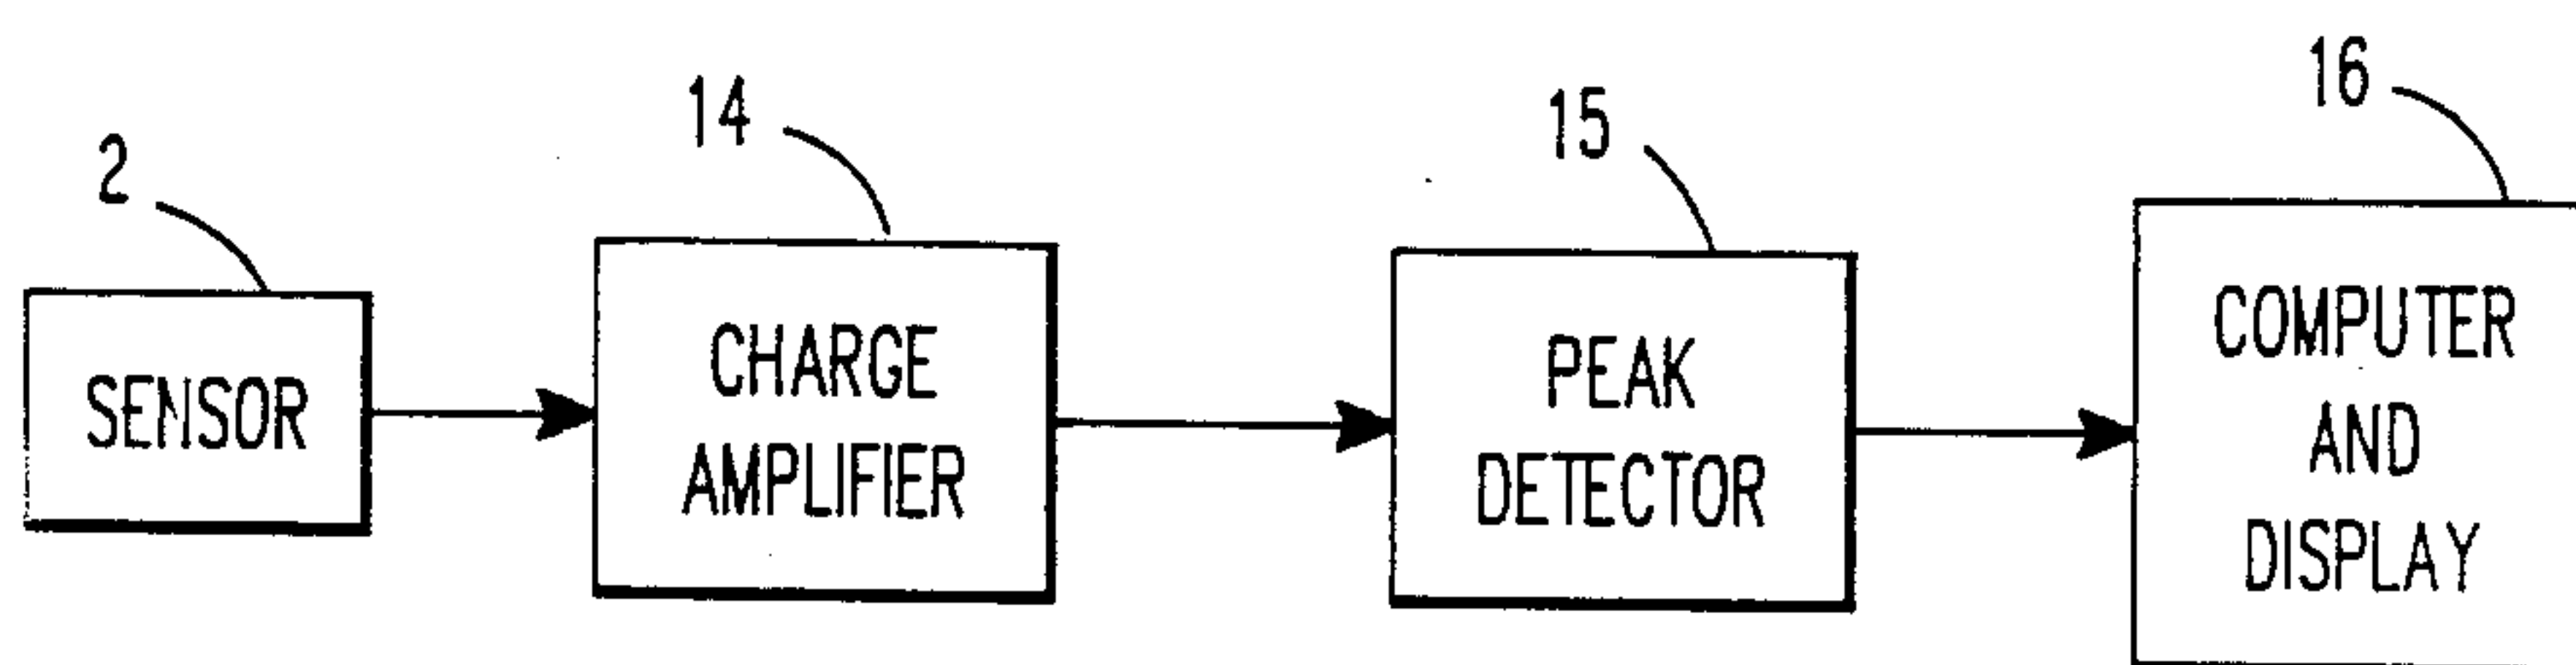 2
14
15
16
SENSOR
CHARGE
AMPLIFIER
PEAK
DETECTOR
COMPUTER
AND
DISPLAY